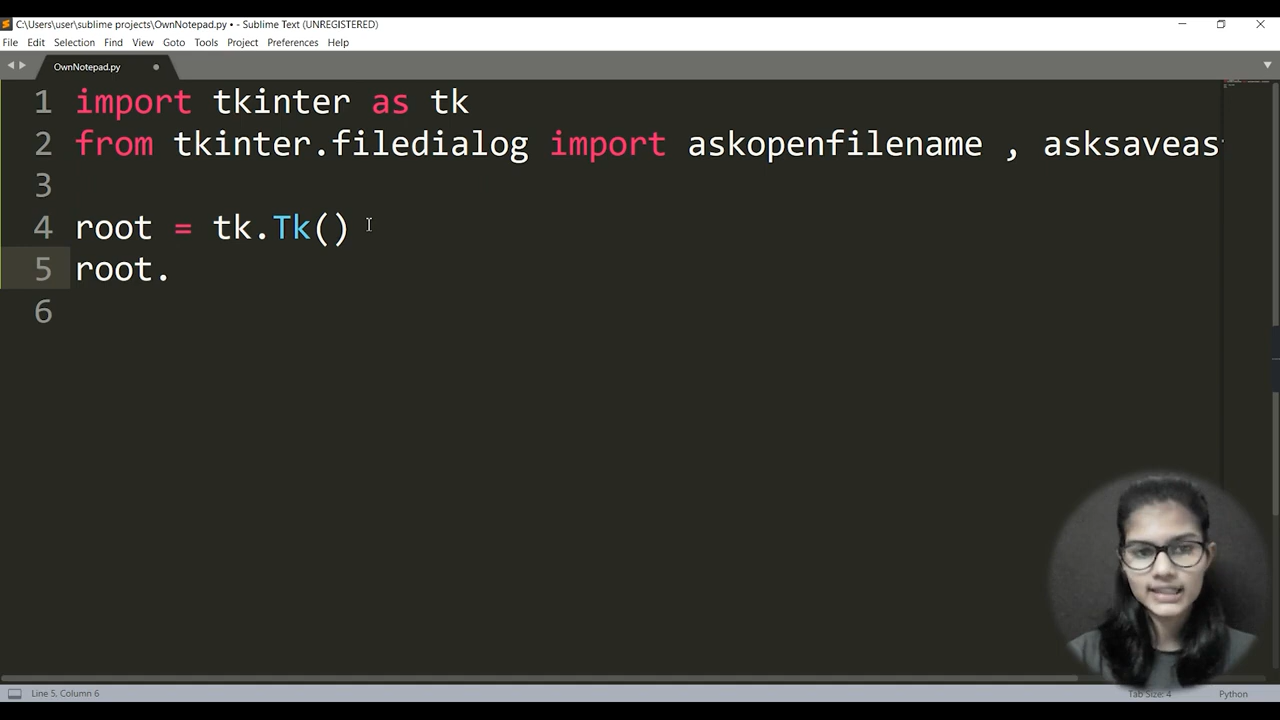 C:\Users\user\sublime projects\OwnNotepad.py • - Sublime Text (UNREGISTERED)
File Edit Selection Find View Goto Tools Project Preferences Help
OwnNotepad.py
1 import tkinter as tk
2 from tkinter.filedialog import askopenfilename , asksaveas
3
4 root = tk.Tk()
5 root.
6
Line 5, Column 6 Tab Size: 4 Python